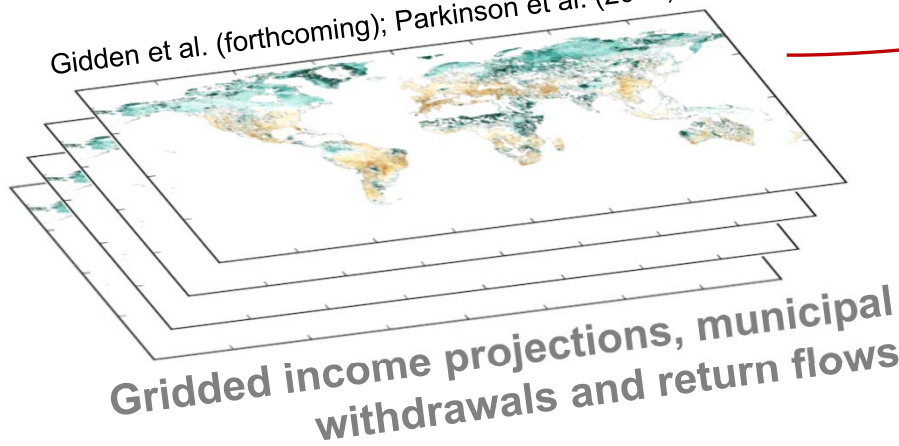 Gidden et al. (forthcoming); Parkinson et al.
Gridded income projections, municipal
withdrawals and return flows